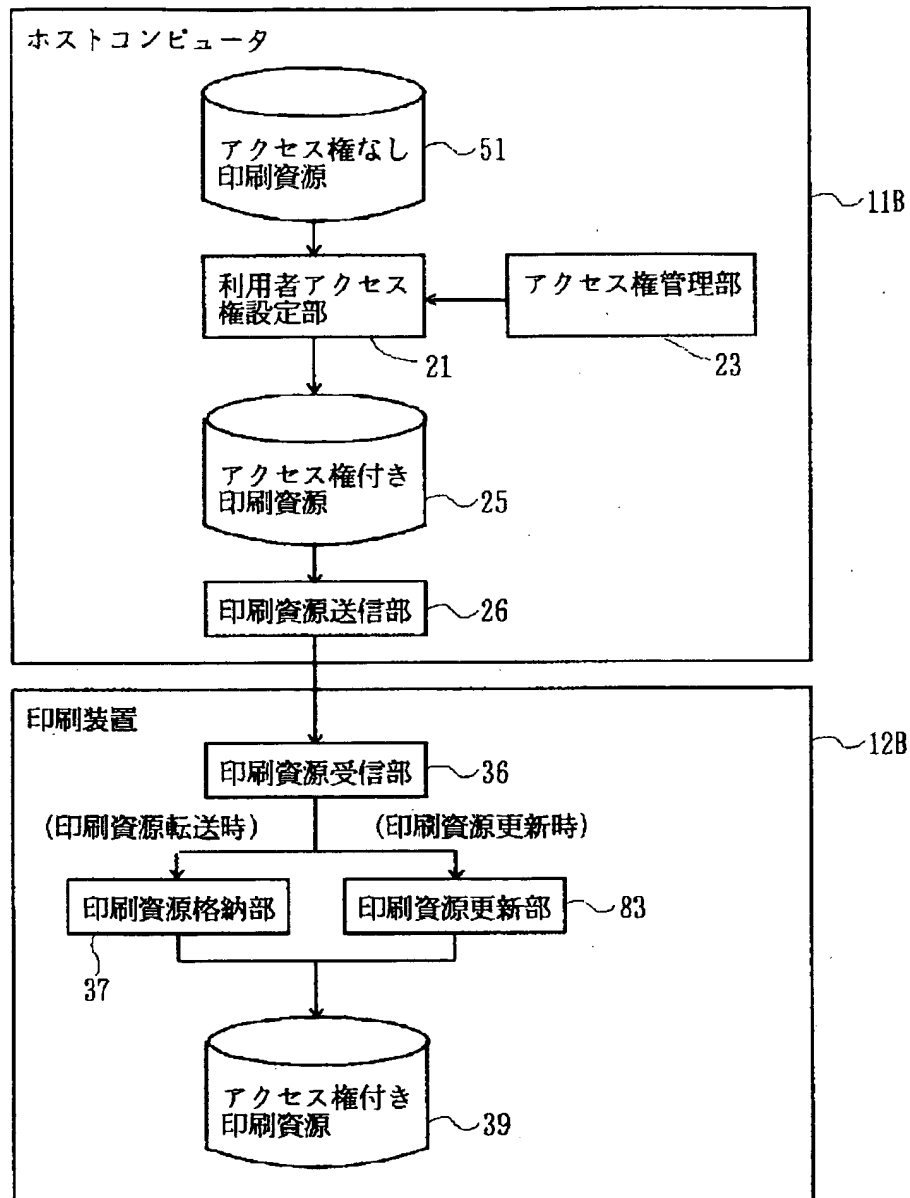 ホストコンピュータ
アクセス権なし
印刷資源
51
11B
利用者アクセス
権設定部
アクセス権管理部
21
23
アクセス権付き
印刷資源
25
印刷資源送信部
26
印刷装置
12B
印刷資源受信部
36
(印刷資源転送時)
(印刷資源更新時)
印刷資源格納部
印刷資源更新部
83
37
アクセス権付き
印刷資源
39